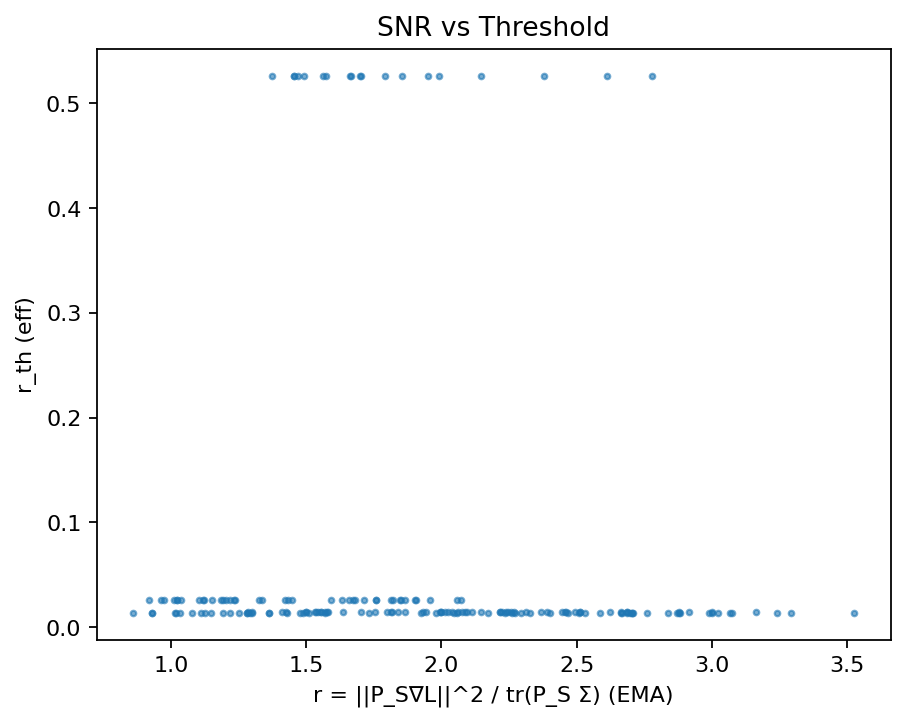 SNR vs Threshold
r_th (eff)
0.5
0.4
0.3
0.2
0.1
0.0
1.0 1.5 2.0 2.5 3.0 3.5
r = ||P_S∇L||^2 / tr(P_S Σ) (EMA)